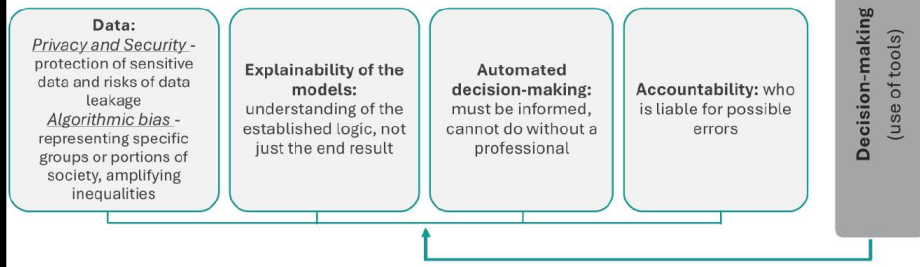 Data:
Privacy and Security -
protection of sensitive
data and risks of data
leakage
Algorithmic bias -
representing specific
groups or portions of
society, amplifying
inequalities
Explainability of the
models:
understanding of the
established logic, not
just the end result
Automated
decision-making:
must be informed,
cannot do without a
professional
Accountability: who
is liable for possible
errors
Decision-making
(use of tools)